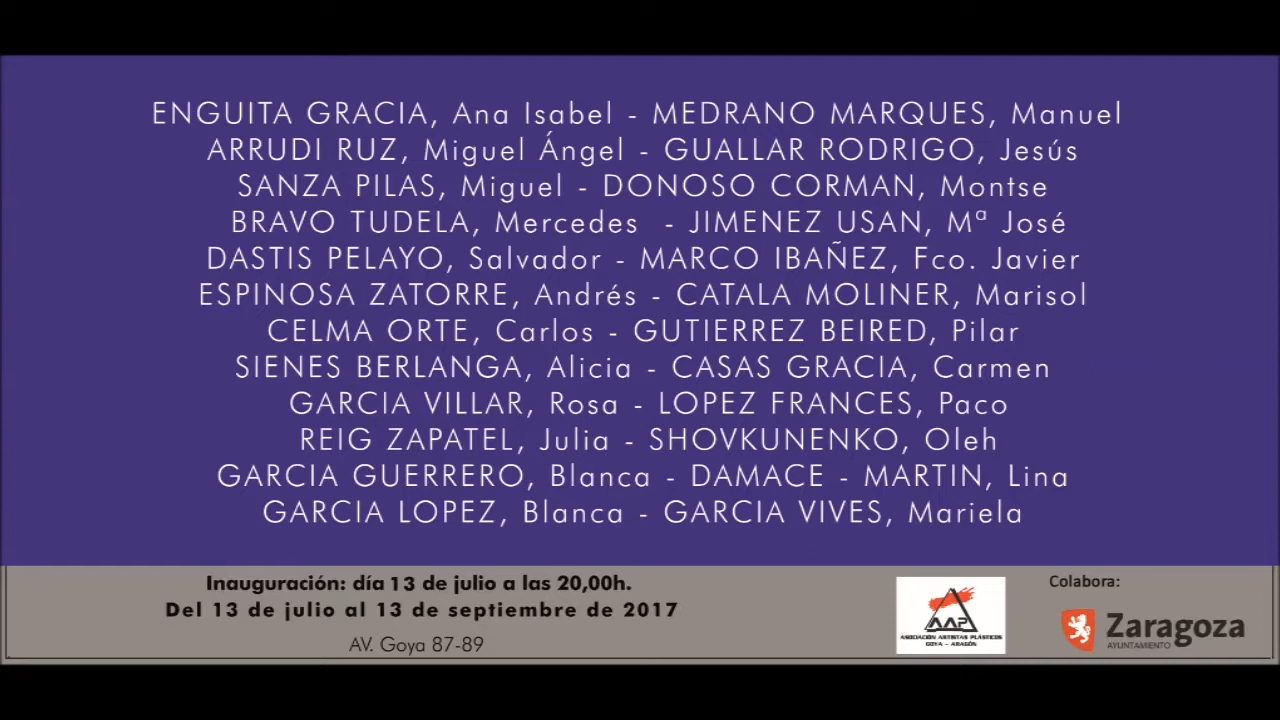 ENGUITA GRACIA, Ana Isabel - MEDRANO MARQUES, Manuel
ARRUDI RUZ, Miguel Ángel - GUALLAR RODRIGO, Jesús
SANZA PILAS, Miguel - DONOSO CORMAN, Montse
BRAVO TUDELA, Mercedes - JIMENEZ USAN, Mª José
DASTIS PELAYO, Salvador - MARCO IBAÑEZ, Fco. Javier
ESPINOSA ZATORRE, Andrés - CATALA MOLINER, Marisol
CELMA ORTE, Carlos - GUTIERREZ BEIRED, Pilar
SIENES BERLANGA, Alicia - CASAS GRACIA, Carmen
GARCIA VILLAR, Rosa - LOPEZ FRANCES, Paco
REIG ZAPATEL, Julia - SHOVKUNENKO, Oleh
GARCIA GUERRERO, Blanca - DAMACE - MARTIN, Lina
GARCIA LOPEZ, Blanca - GARCIA VIVES, Mariela
Inauguración: día 13 de julio a las 20,00h.
Del 13 de julio al 13 de septiembre de 2017
AV. Goya 87-89
AAP
ASOCIACIÓN ARTISTAS PLÁSTICOS
GOYA - ARAGÓN
Colabora:
Zaragoza
AYUNTAMIENTO